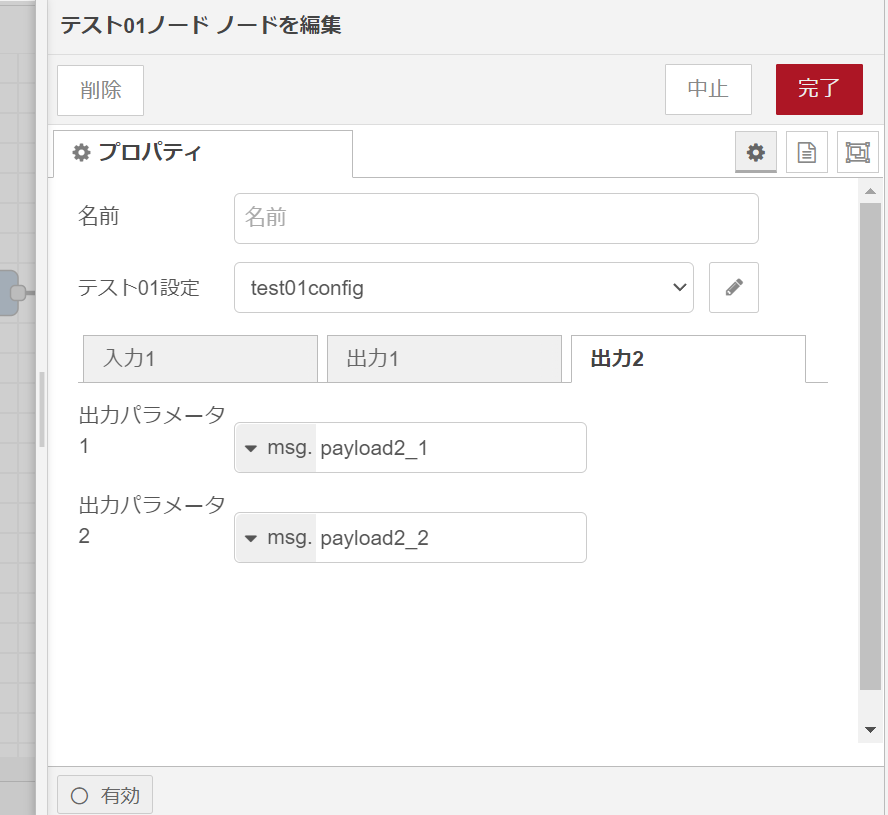 テスト01ノード ノードを編集
削除
中止
完了
プロパティ
名前
名前
テスト01設定
test01config
入力1
出力1
出力2
出力パラメータ
1
msg. payload2_1
出力パラメータ
2
msg. payload2_2
有効